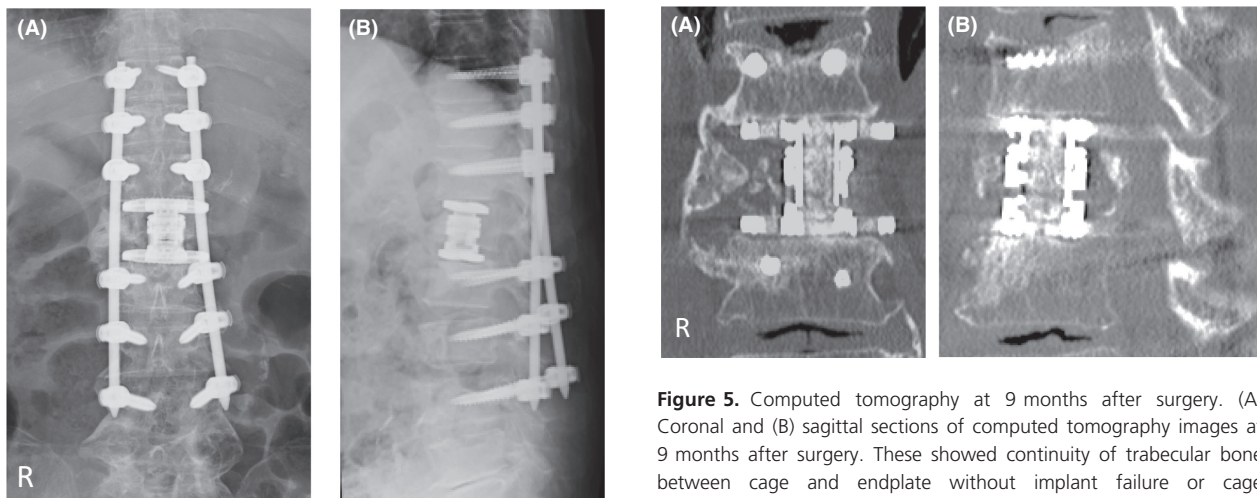 (A)
(B)
R
(A)
(B)
R
Figure 5. Computed tomography at 9 months after surgery. (A
Coronal and (B) sagittal sections of computed tomography images a
9 months after surgery. These showed continuity of trabecular bone
between cage and endplate without implant failure or cage